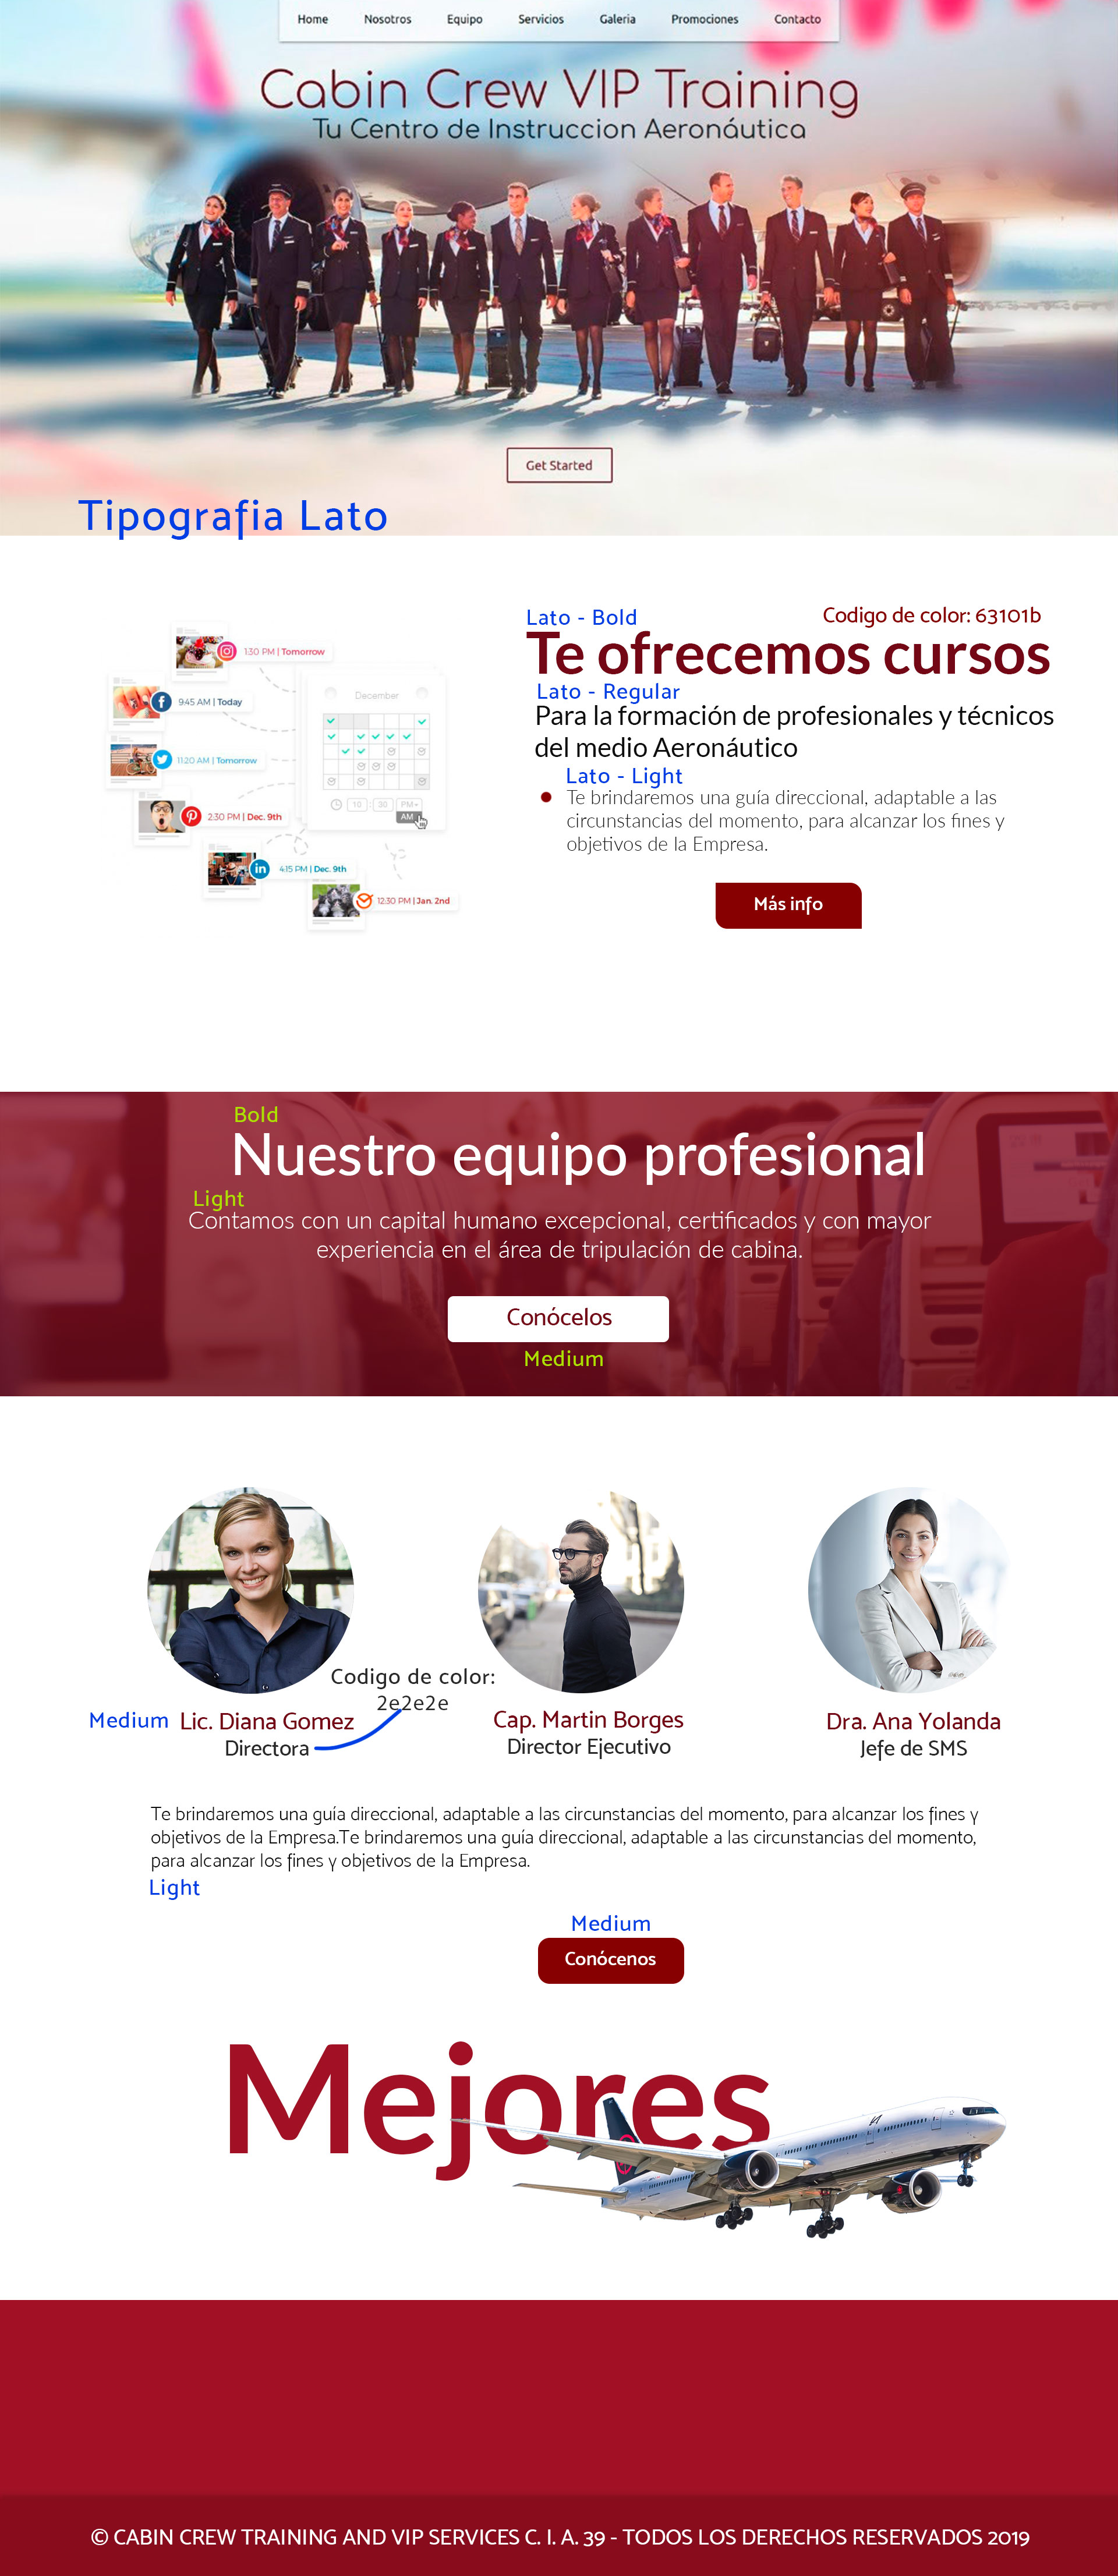 Home Nosotros Equipo Servicios Galeria Promociones Contacto
Cabin Crew VIP Training
Tu Centro de Instruccion Aeronáutica
Get Started
Tipografia Lato
Lato - Bold
Codigo de color: 63101b
Te ofrecemos cursos
Lato - Regular
Para la formación de profesionales y técnicos
del medio Aeronáutico
Lato - Light
Te brindaremos una guía direccional, adaptable a las
circunstancias del momento, para alcanzar los fines y
objetivos de la Empresa.
Más info
1:30 PM | Tomorrow
9:45 AM | Today
December
11:20 AM | Tomorrow
10 : 30 PM
AM
2:30 PM | Dec. 9th
4:15 PM | Dec. 9th
12:30 PM | Jan. 2nd
Bold
Nuestro equipo profesional
Light
Contamos con un capital humano excepcional, certificados y con mayor
experiencia en el área de tripulación de cabina.
Conócelos
Medium
Codigo de color:
2e2e2e
Medium
Lic. Diana Gomez
Directora
Cap. Martin Borges
Director Ejecutivo
Dra. Ana Yolanda
Jefe de SMS
Te brindaremos una guía direccional, adaptable a las circunstancias del momento, para alcanzar los fines y
objetivos de la Empresa.Te brindaremos una guía direccional, adaptable a las circunstancias del momento,
para alcanzar los fines y objetivos de la Empresa.
Light
Medium
Conócenos
Mejores
© CABIN CREW TRAINING AND VIP SERVICES C. I. A. 39 - TODOS LOS DERECHOS RESERVADOS 2019